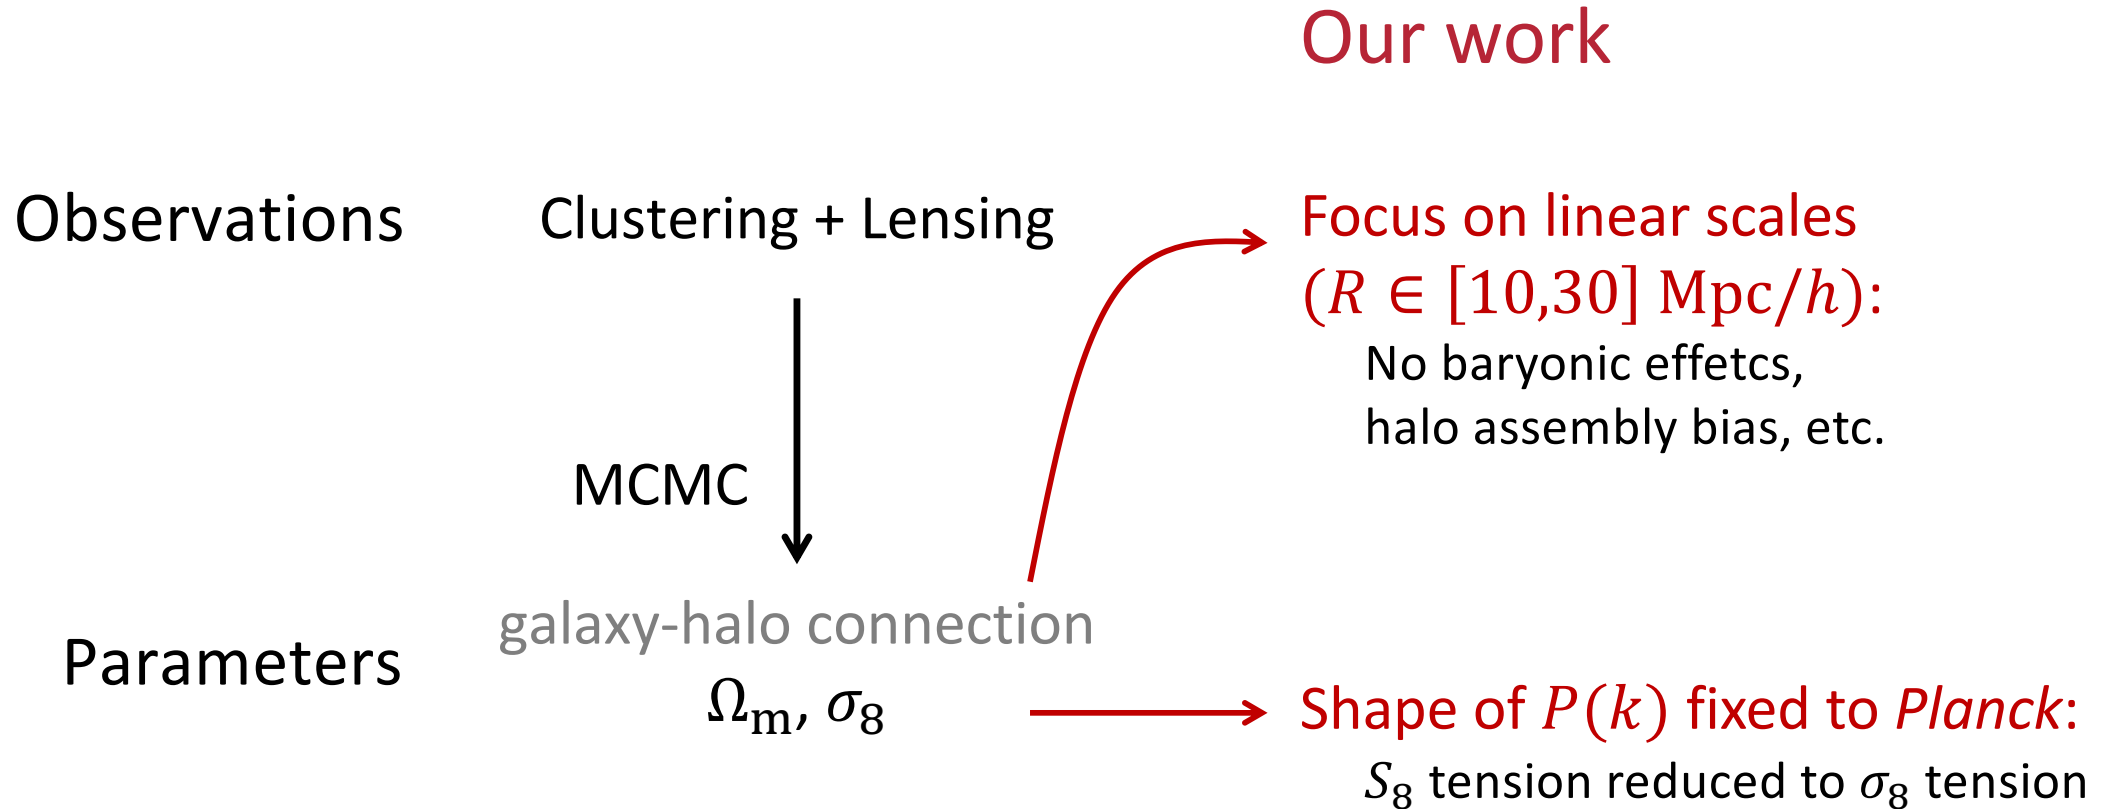 Our work
Observations
Clustering + Lensing
Focus on linear scales
(R ∈ [10,30] Mpc/h):
No baryonic effetcs,
halo assembly bias, etc.
MCMC
Parameters
galaxy-halo connection
Ωₘ, σ₈
Shape of P(k) fixed to Planck:
S₈ tension reduced to σ₈ tension